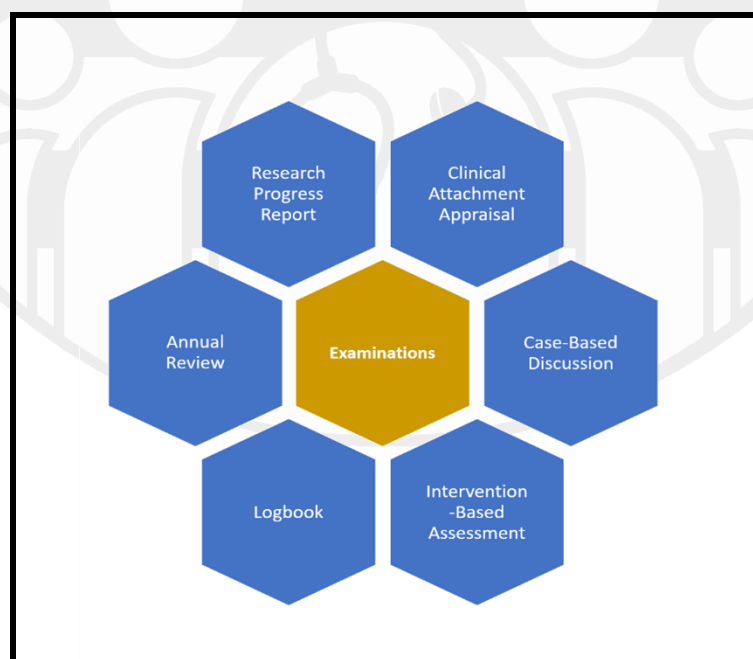 Research
Progress
Report
Clinical
Attachment
Appraisal
Annual
Review
Examinations
Case-Based
Discussion
Logbook
Intervention
-Based
Assessment